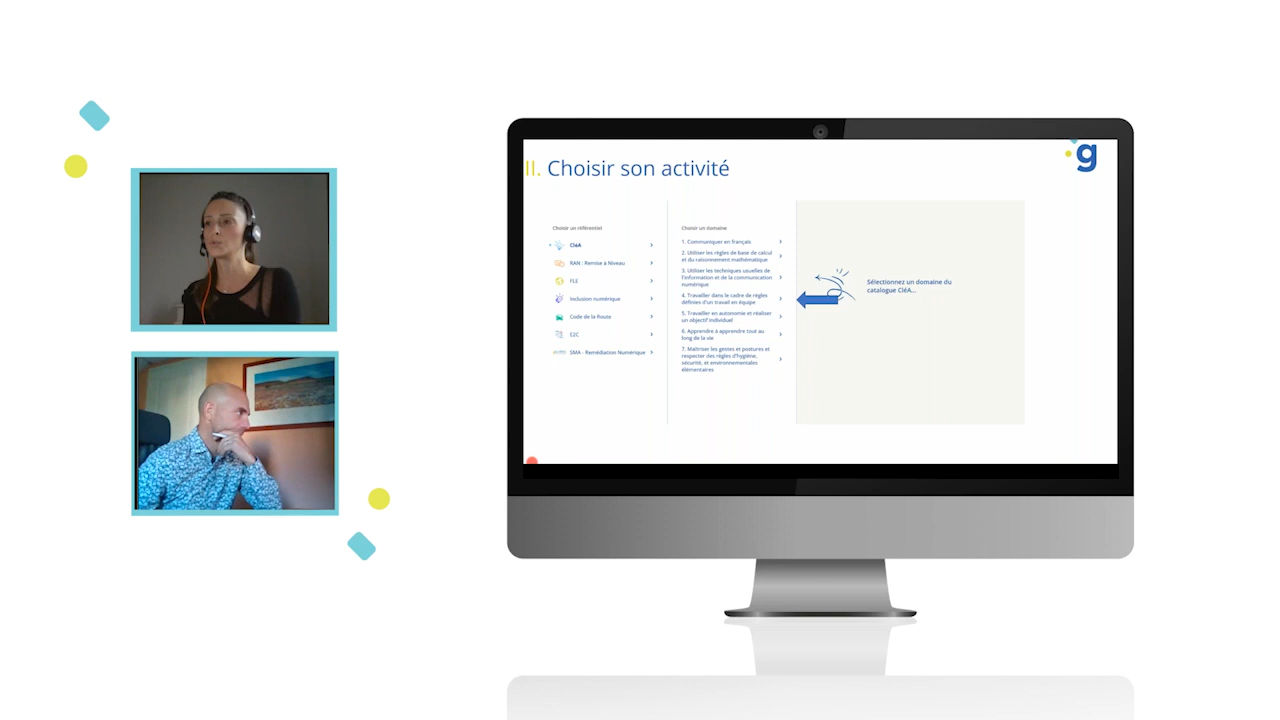 II. Choisir son activité
g
Choisir un référentiel
CléA
RAN : Remise à Niveau
FLE
Inclusion numérique
Code de la Route
E2C
SMA - Remédiation Numérique
Choisir un domaine
1. Communiquer en français
2. Utiliser les règles de base de calcul
et du raisonnement mathématique
3. Utiliser les techniques usuelles de
l'information et de la communication
numérique
4. Travailler dans le cadre de règles
définies d'un travail en équipe
5. Travailler en autonomie et réaliser
un objectif individuel
6. Apprendre à apprendre tout au
long de la vie
7. Maîtriser les gestes et postures et
respecter des règles d'hygiène,
sécurité, et environnementales
élémentaires
Sélectionnez un domaine du
catalogue CléA...